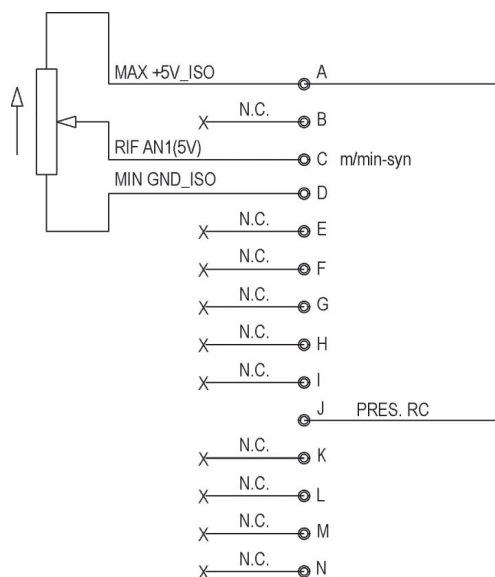 MAX +5V_ISO A
N.C. B
RIF AN1(5V) C m/min-syn
MIN GND_ISO D
N.C. E
N.C. F
N.C. G
N.C. H
N.C. I
J PRES. RC
N.C. K
N.C. L
N.C. M
N.C. N